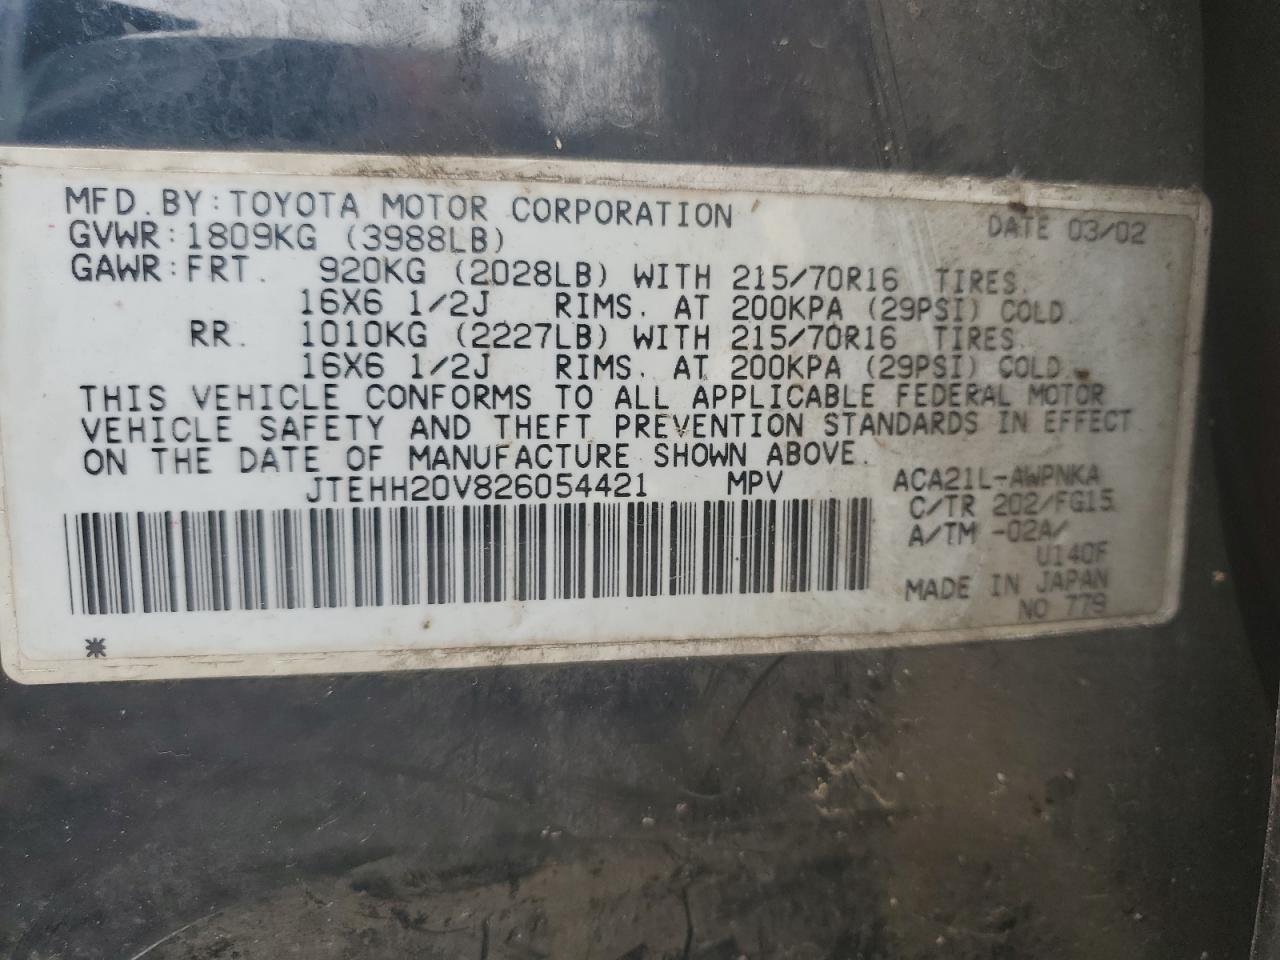 MFD. BY: TOYOTA MOTOR CORPORATION DATE 03/02
GVWR: 1809KG (3988LB)
GAWR: FRT. 920KG (2028LB) WITH 215/70R16 TIRES.
16X6 1/2J RIMS. AT 200KPA (29PSI) COLD.
RR. 1010KG (2227LB) WITH 215/70R16 TIRES.
16X6 1/2J RIMS. AT 200KPA (29PSI) COLD.
THIS VEHICLE CONFORMS TO ALL APPLICABLE FEDERAL MOTOR
VEHICLE SAFETY AND THEFT PREVENTION STANDARDS IN EFFECT
ON THE DATE OF MANUFACTURE SHOWN ABOVE.
JTEHH20V826054421 MPV ACA21L-AWPNKA
C/TR 202/FG15
A/TM -02A/
U140F
MADE IN JAPAN
NO 779
*